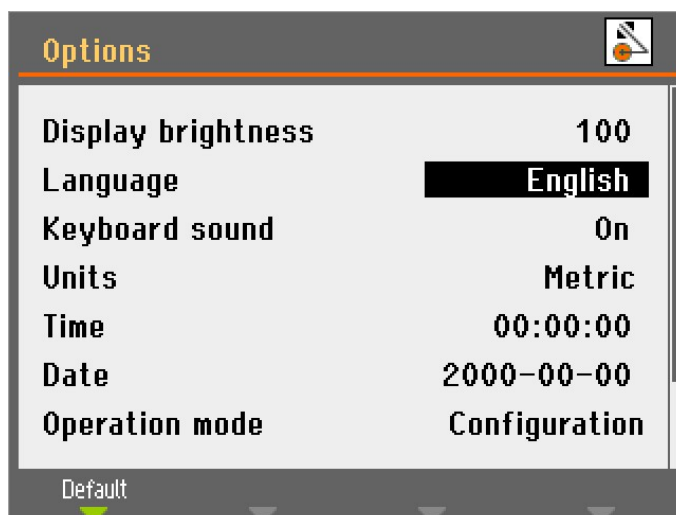 Options
Display brightness 100
Language English
Keyboard sound On
Units Metric
Time 00:00:00
Date 2000-00-00
Operation mode Configuration
Default